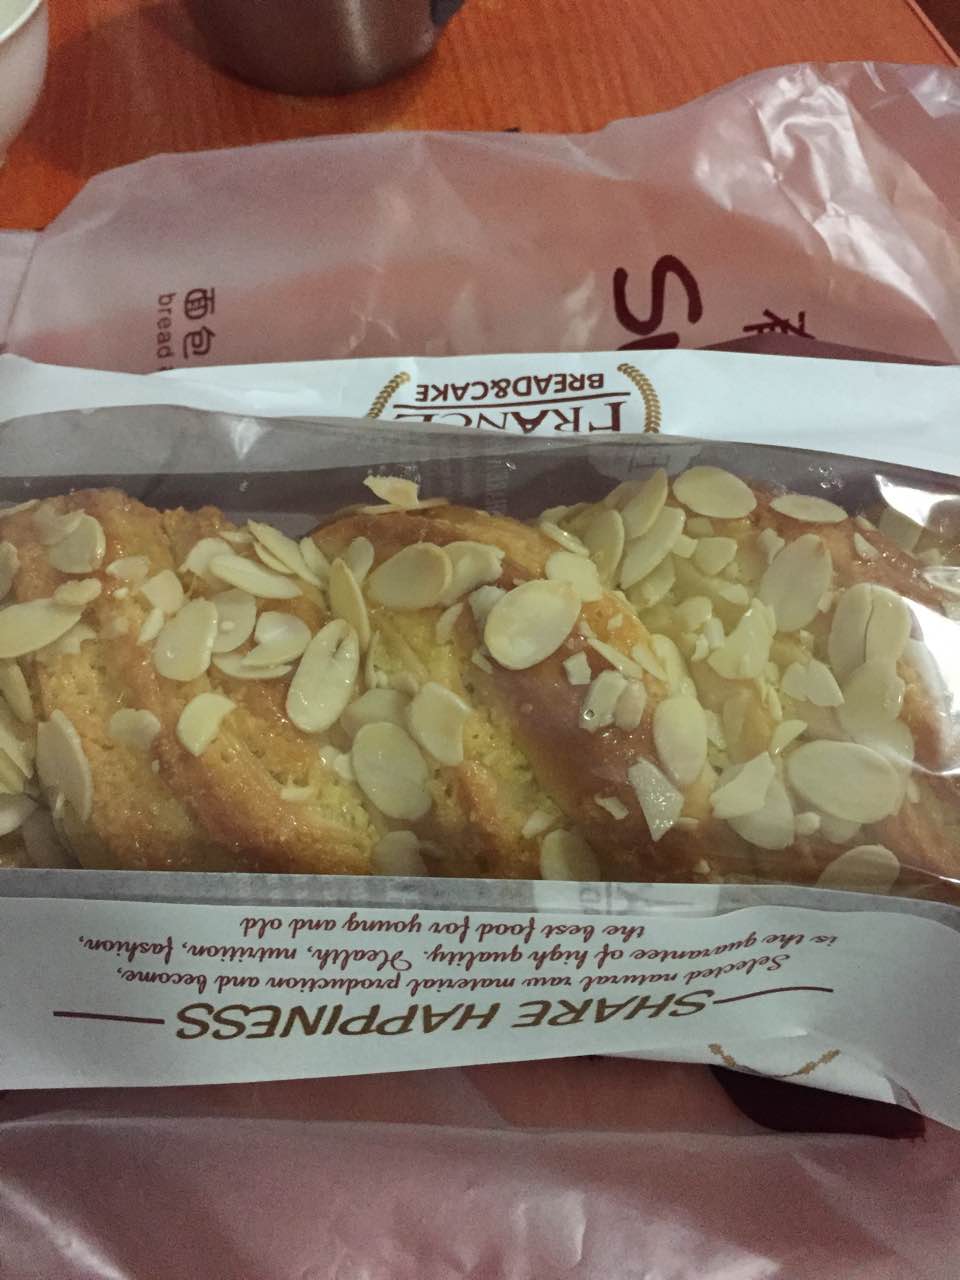 面包
bread
有
FRANCE
BREAD&CAKE
SHARE HAPPINESS
Selected natural raw material production and become,
is the guarantee of high quality. Health, nutrition, fashion,
the best food for young and old